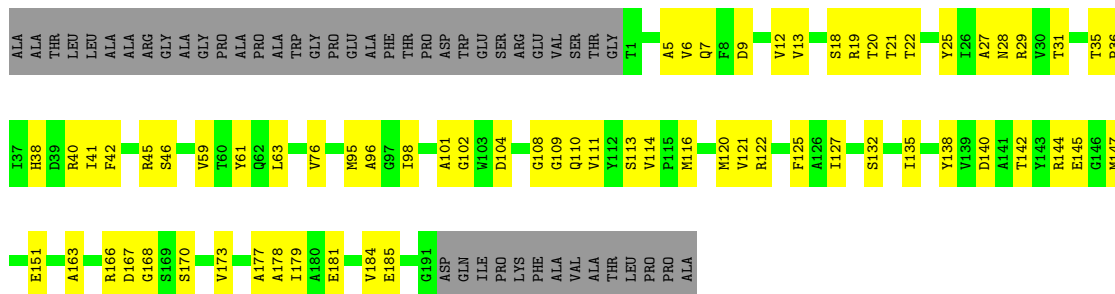 ALA ALA THR LEU LEU ALA ALA ARG GLY ALA GLY PRO ALA PRO ALA TRP GLY PRO GLU ALA PHE THR PRO ASP TRP GLU SER ARG GLU VAL SER THR GLY T1 A5 V6 Q7 F8 D9 V12 V13 S18 R19 T20 T21 T22 Y25 I26 A27 N28 R29 V30 T31 T35 P36
I37 H38 D39 R40 I41 F42 R45 S46 V59 T60 Y61 Q62 L63 V76 M95 A96 G97 I98 A101 G102 W103 D104 G108 G109 Q110 V111 Y112 S113 V114 P115 M116 M120 V121 R122 F125 A126 I127 S132 I135 Y138 V139 D140 A141 T142 Y143 R144 E145 G146 M147
E151 A163 R166 D167 G168 S169 S170 V173 A177 A178 I179 A180 E181 V184 E185 G191 ASP GLN ILE PRO LYS PHE ALA VAL ALA THR LEU PRO PRO ALA